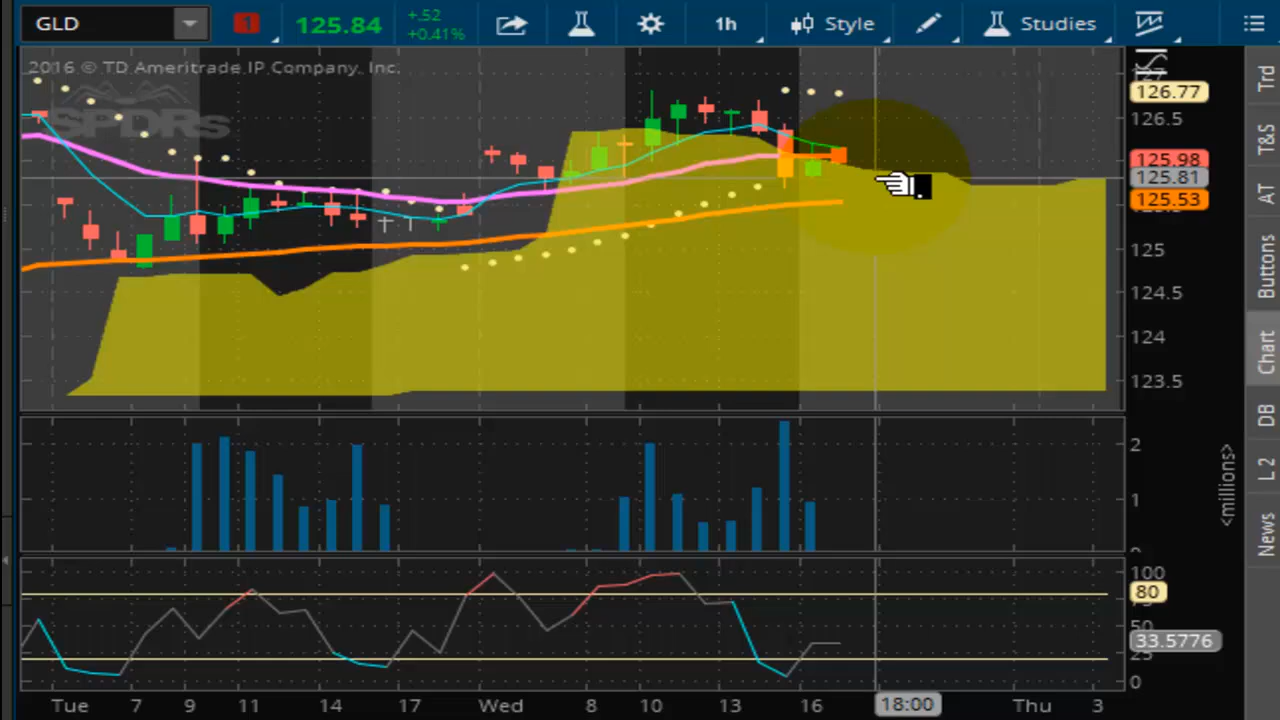 GLD
1
125.84
+.52
+0.41%
1h
Style
Studies
2016 © TD Ameritrade IP Company, Inc.
SPDRs
126.77
126.5
125.98
125.81
125.53
125
124.5
124
123.5
2
1
<millions>
100
80
50
33.5776
25
0
Tue 7 9 11 14 17 Wed 8 10 13 16 18:00 Thu 3
Trd
T&S
AT
Buttons
Chart
DB
L 2
News